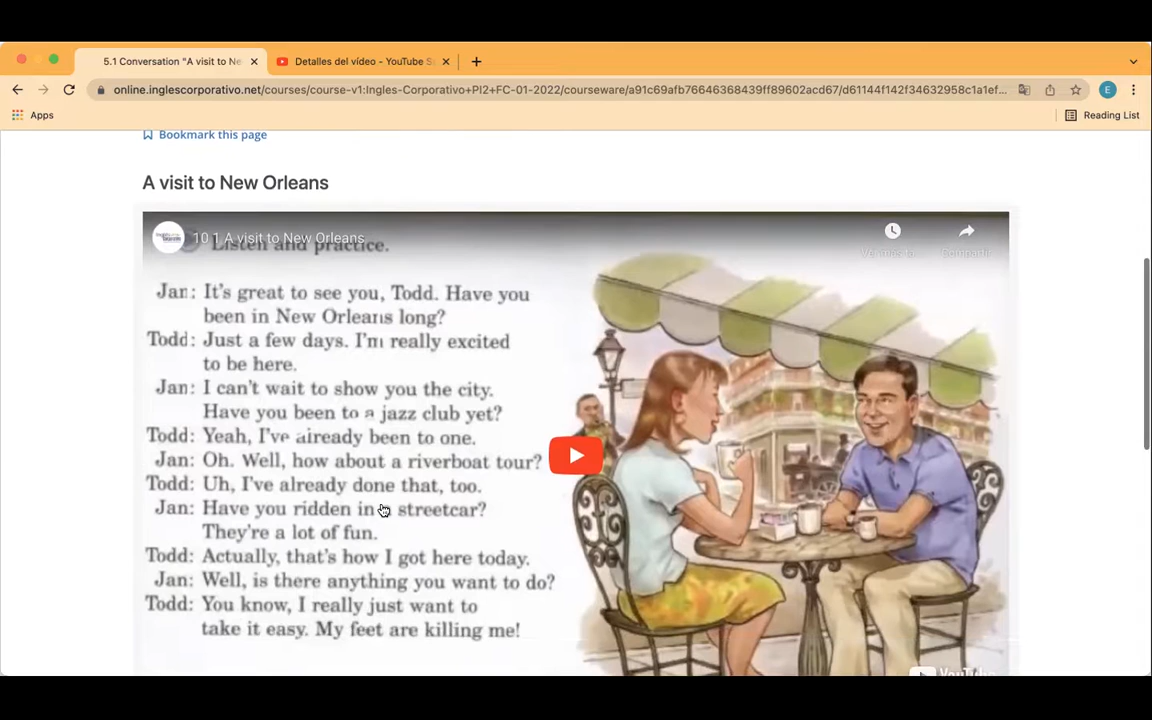 5.1 Conversation "A visit to Ne
Detalles del vídeo - YouTube S
online.inglescorporativo.net/courses/course-v1:Ingles-Corporativo+PI2+FC-01-2022/courseware/a91c69afb76646368439ff89602acd67/d61144f142f34632958c1a1ef...
E
Apps
Reading List
Bookmark this page
A visit to New Orleans
10 1 A visit to New Orleans
Listen and practice.
Ver más ta
Compartir
Jan: It's great to see you, Todd. Have you
been in New Orleans long?
Todd: Just a few days. I'm really excited
to be here.
Jan: I can't wait to show you the city.
Have you been to a jazz club yet?
Todd: Yeah, I've already been to one.
Jan: Oh. Well, how about a riverboat tour?
Todd: Uh, I've already done that, too.
Jan: Have you ridden in streetcar?
They're a lot of fun.
Todd: Actually, that's how I got here today.
Jan: Well, is there anything you want to do?
Todd: You know, I really just want to
take it easy. My feet are killing me!
YouTube